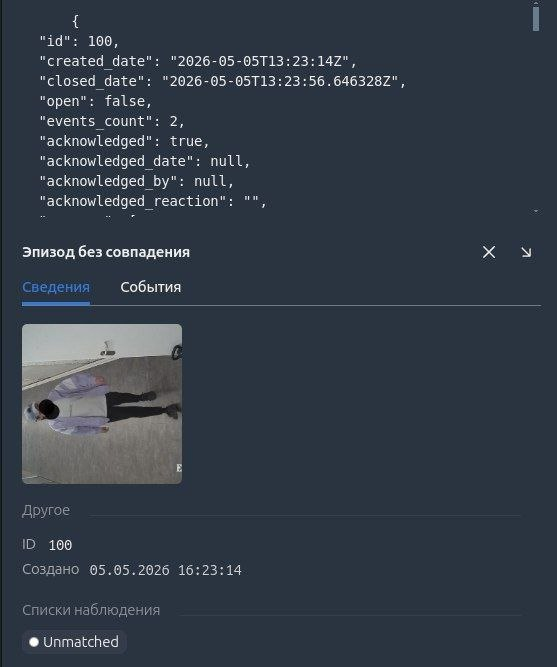 {
"id": 100,
"created_date": "2026-05-05T13:23:14Z",
"closed_date": "2026-05-05T13:23:56.646328Z",
"open": false,
"events_count": 2,
"acknowledged": true,
"acknowledged_date": null,
"acknowledged_by": null,
"acknowledged_reaction": "",
Эпизод без совпадения
Сведения События
Другое
ID 100
Создано 05.05.2026 16:23:14
Списки наблюдения
Unmatched